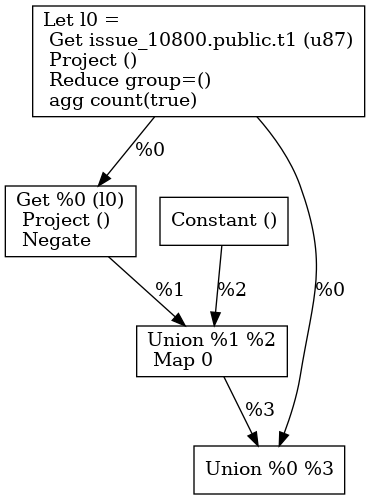 Let l0 =
Get issue_10800.public.t1 (u87)
Project ()
Reduce group=()
agg count(true)
%0
Get %0 (l0)
Project ()
Negate
Constant ()
%0
%1
%2
Union %1 %2
Map 0
%3
Union %0 %3